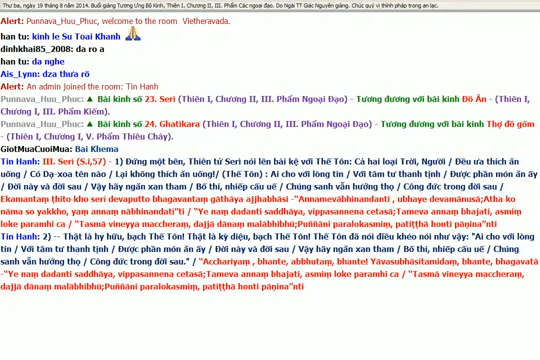 Thứ ba, ngày 19 tháng 8 năm 2014. Buổi giảng Tương Ưng Bộ Kinh, Thiên I, Chương II, III. Phẩm Các ngoại đạo. Do Ngài TT Giác Nguyên giảng. Chúc quý vị thính pháp trong an lạc.
Alert: Punnava_Huu_Phuc, welcome to the room Vietheravada.
han tu: kinh le Su Toai Khanh
dinhkhai85_2008: da ro a
han tu: da nghe
Ais_Lynn: dza thưa rõ
Alert: An admin joined the room: Tin Hanh
Punnava_Huu_Phuc: ▲ Bài kinh số 23. Serì (Thiên I, Chương II, III. Phẩm Ngoại Đạo) - Tương đương với bài kinh Đồ Ăn - (Thiên
I, Chương I, III. Phẩm Kiếm).
Punnava_Huu_Phuc: ▲ Bài kinh số 24. Ghatìkara (Thiên I, Chương II, III. Phẩm Ngoại Đạo) - Tương đương với bài kinh Thợ đồ gốm
- (Thiên I, Chương I, V. Phẩm Thiêu Cháy).
GiotMuaCuoiMua: Bai Khema
Tin Hanh: III. Serì (S.i,57) - 1) Đứng một bên, Thiên tử Serì nói lên bài kệ với Thế Tôn: Cả hai loại Trời, Người / Đều ưa thích ăn
uống / Có Dạ-xoa tên nào / Lại không thích ăn uống!/ (Thế Tôn) : Ai cho với lòng tin / Với tâm tư thanh tịnh / Được phần món ăn ấy
/ Đời này và đời sau / Vậy hãy ngăn xan tham / Bố thí, nhiếp cấu uế / Chúng sanh vẫn hưởng thọ / Công đức trong đời sau /
Ekamantaṃ ṭhito kho serī devaputto bhagavantaṃ gāthāya ajjhabhāsi -“Annamevābhinandanti , ubhaye devamānusā;Atha ko
nāma so yakkho, yaṃ annaṃ nābhinandatī”ti / “Ye naṃ dadanti saddhāya, vippasannena cetasā;Tameva annaṃ bhajati, asmiṃ
loke paramhi ca / “Tasmā vineyya maccheraṃ, dajjā dānaṃ malābhibhū;Puññāni paralokasmiṃ, patiṭṭhā honti pāṇina”nti
Tin Hanh: 2) -- Thật là hy hữu, bạch Thế Tôn! Thật là kỳ diệu, bạch Thế Tôn! Thế Tôn đã nói điều khéo nói như vậy: "Ai cho với lòng
tin / Với tâm tư thanh tịnh / Được phần món ăn ấy / Đời này và đời sau / Vậy hãy ngăn xan tham / Bố thí, nhiếp cấu uế / Chúng
sanh vẫn hưởng thọ / Công đức trong đời sau." / “Acchariyaṃ , bhante, abbhutaṃ, bhante! Yāvasubhāsitamidaṃ, bhante, bhagavatā
-“Ye naṃ dadanti saddhāya, vippasannena cetasā;Tameva annaṃ bhajati, asmiṃ loke paramhi ca / “Tasmā vineyya maccheraṃ,
dajjā dānaṃ malābhibhū;Puññāni paralokasmiṃ, patiṭṭhā honti pāṇina”nti